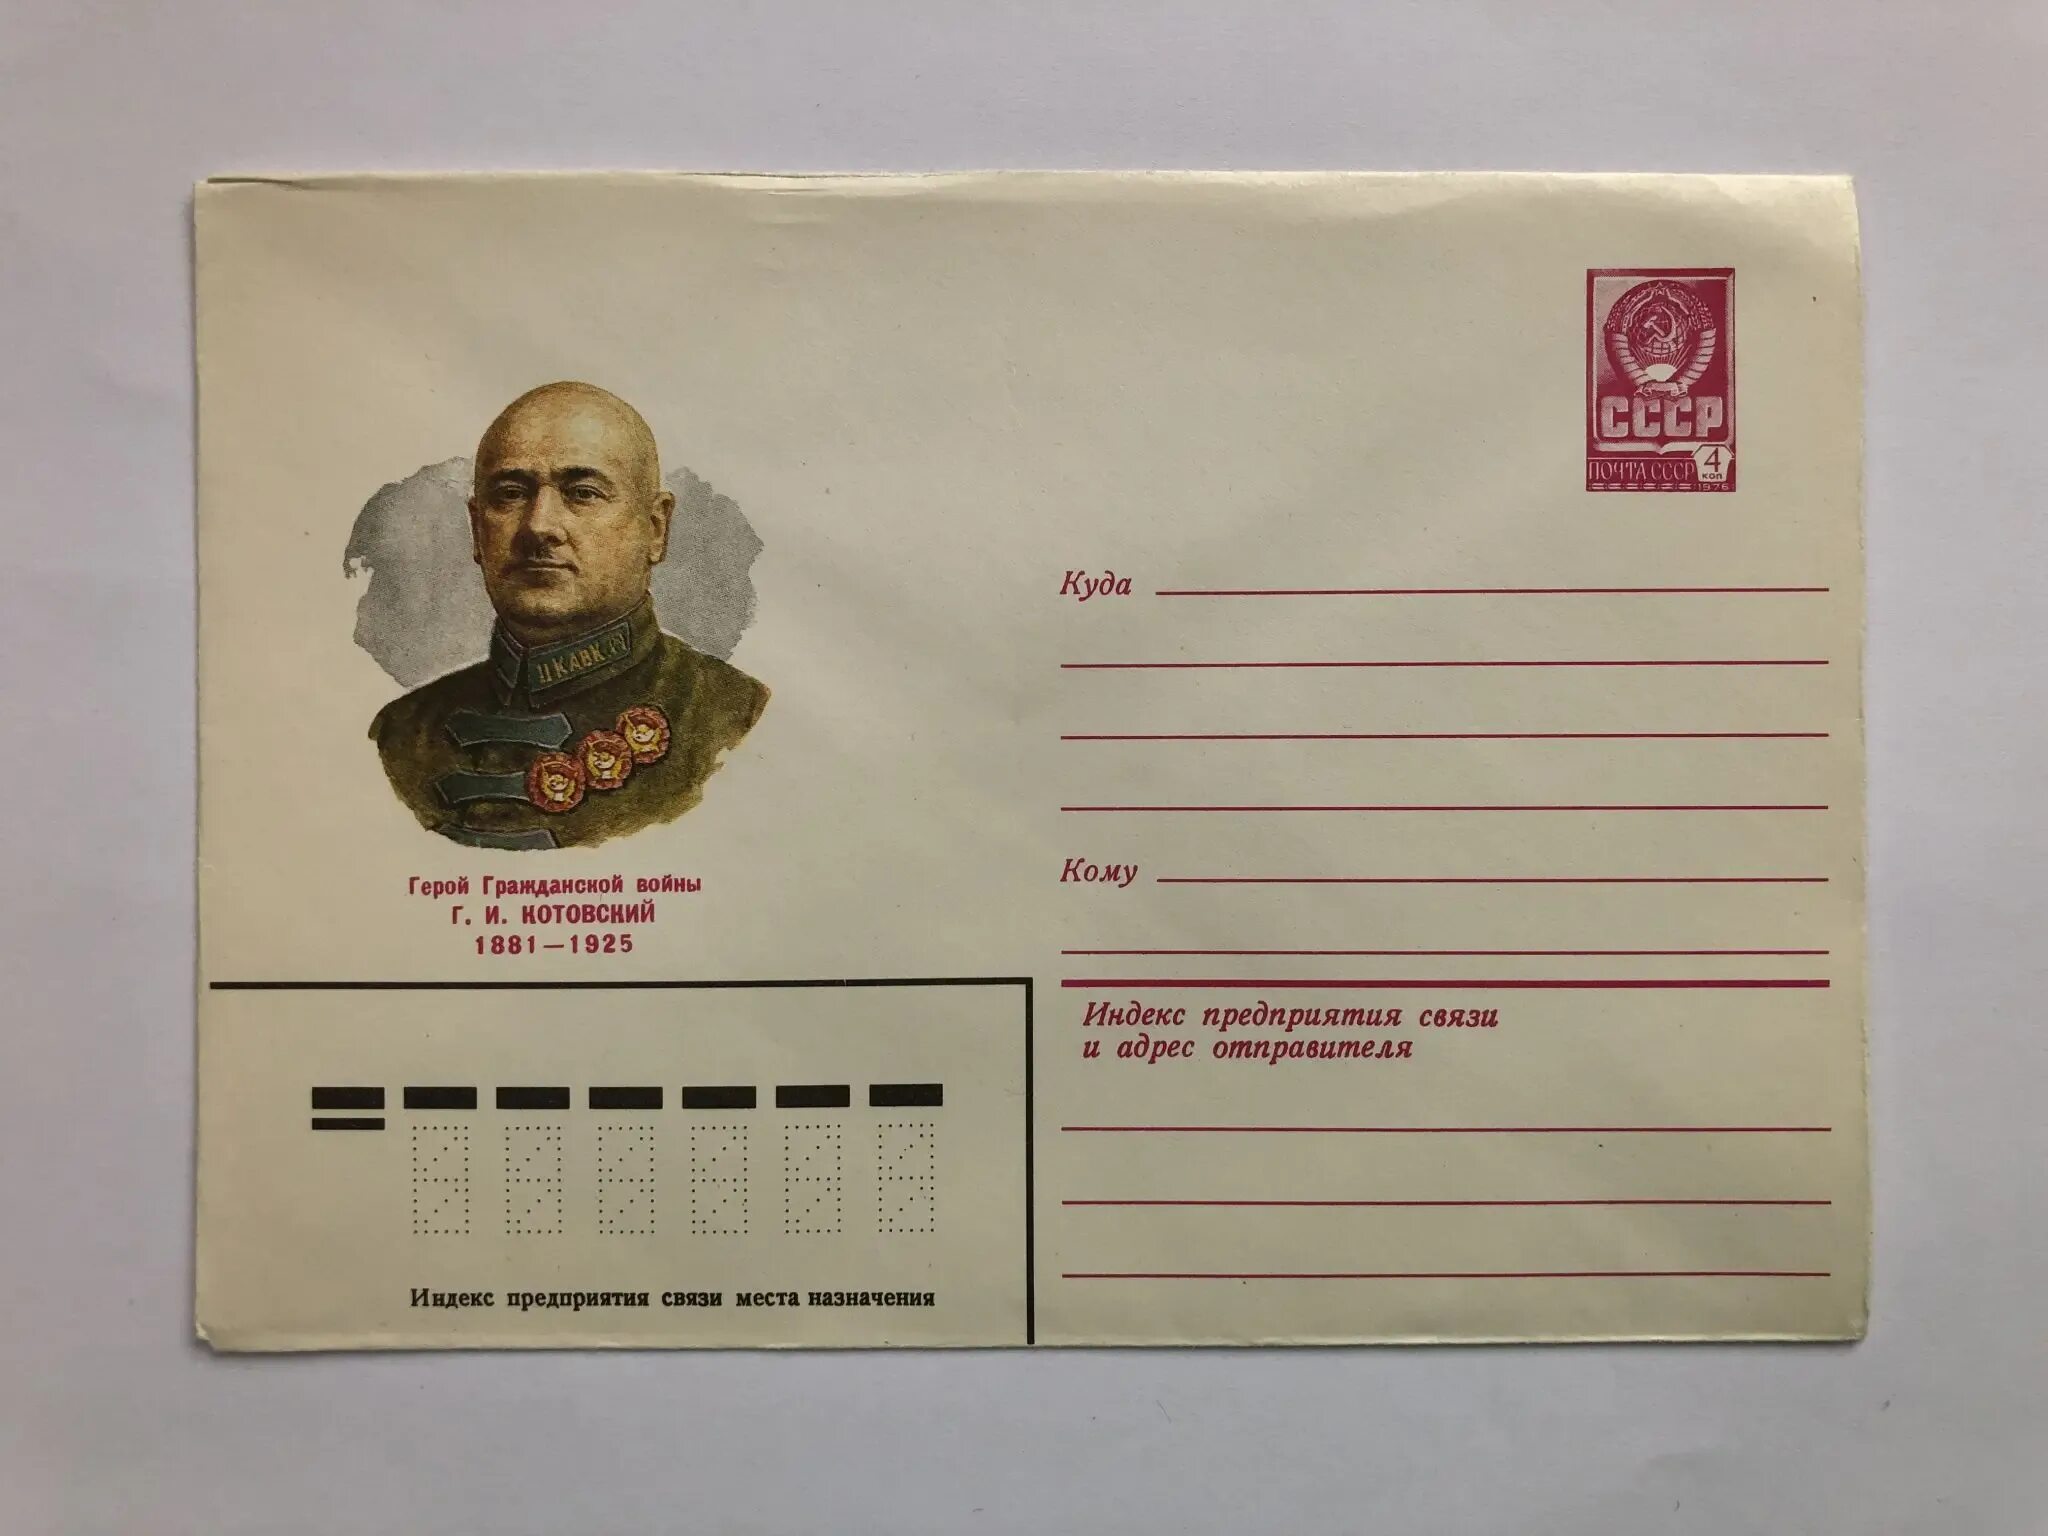 СССР
ПОЧТА СССР 4 коп
1976
II КАВК
Герой Гражданской войны
Г. И. КОТОВСКИЙ
1881—1925
Куда
Кому
Индекс предприятия связи
и адрес отправителя
Индекс предприятия связи места назначения